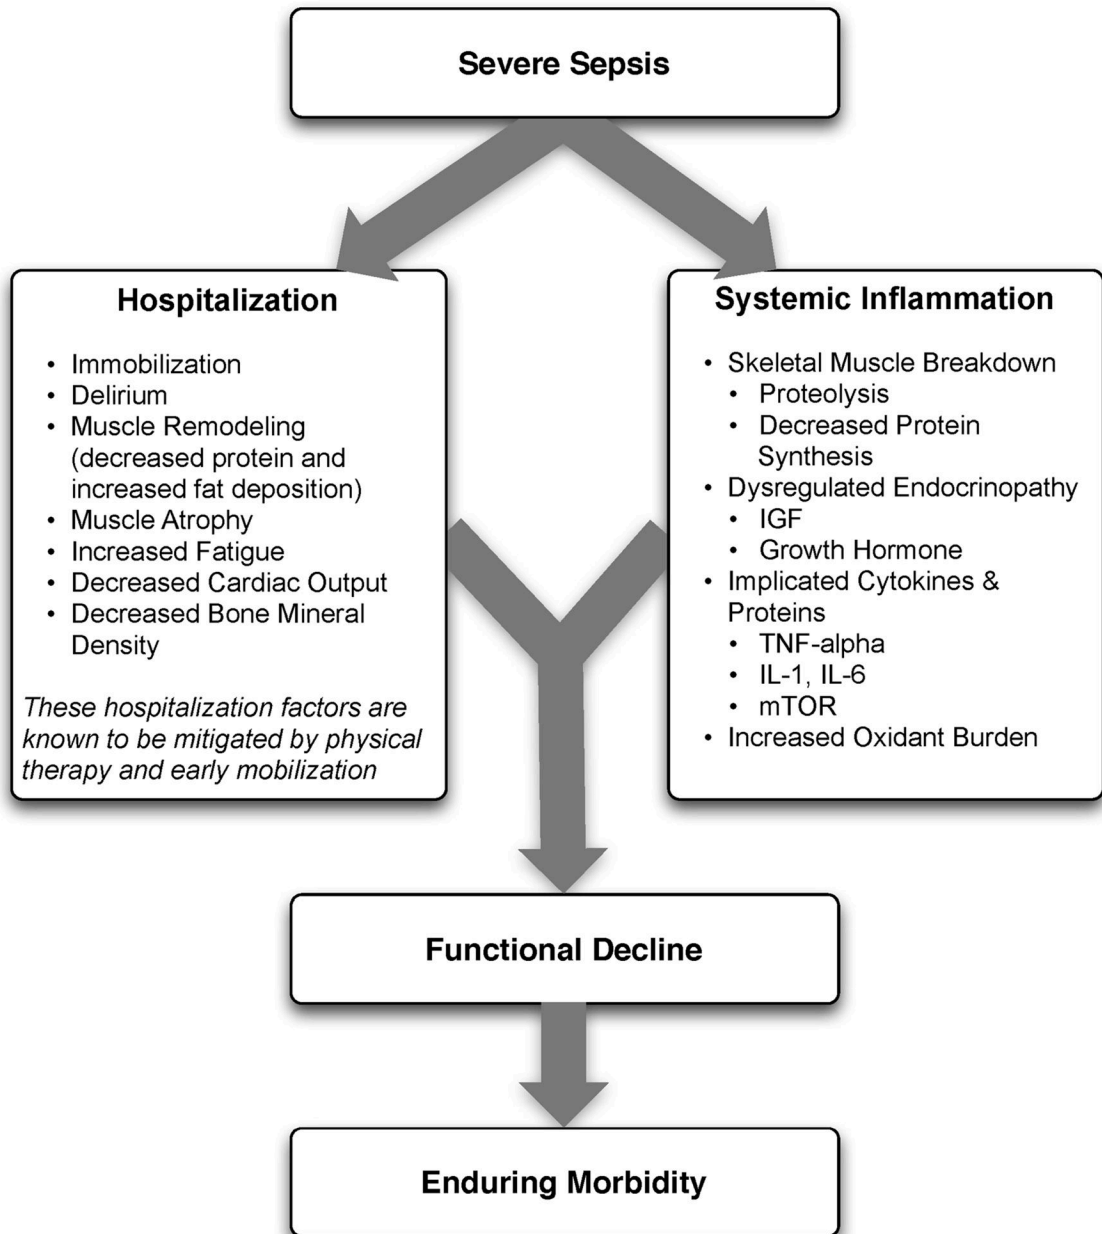 Severe Sepsis
Hospitalization
• Immobilization
• Delirium
• Muscle Remodeling
(decreased protein and
increased fat deposition)
• Muscle Atrophy
• Increased Fatigue
• Decreased Cardiac Output
• Decreased Bone Mineral
Density
These hospitalization factors are
known to be mitigated by physical
therapy and early mobilization
Systemic Inflammation
• Skeletal Muscle Breakdown
• Proteolysis
• Decreased Protein
Synthesis
• Dysregulated Endocrinopathy
• IGF
• Growth Hormone
• Implicated Cytokines &
Proteins
• TNF-alpha
• IL-1, IL-6
• mTOR
• Increased Oxidant Burden
Functional Decline
Enduring Morbidity